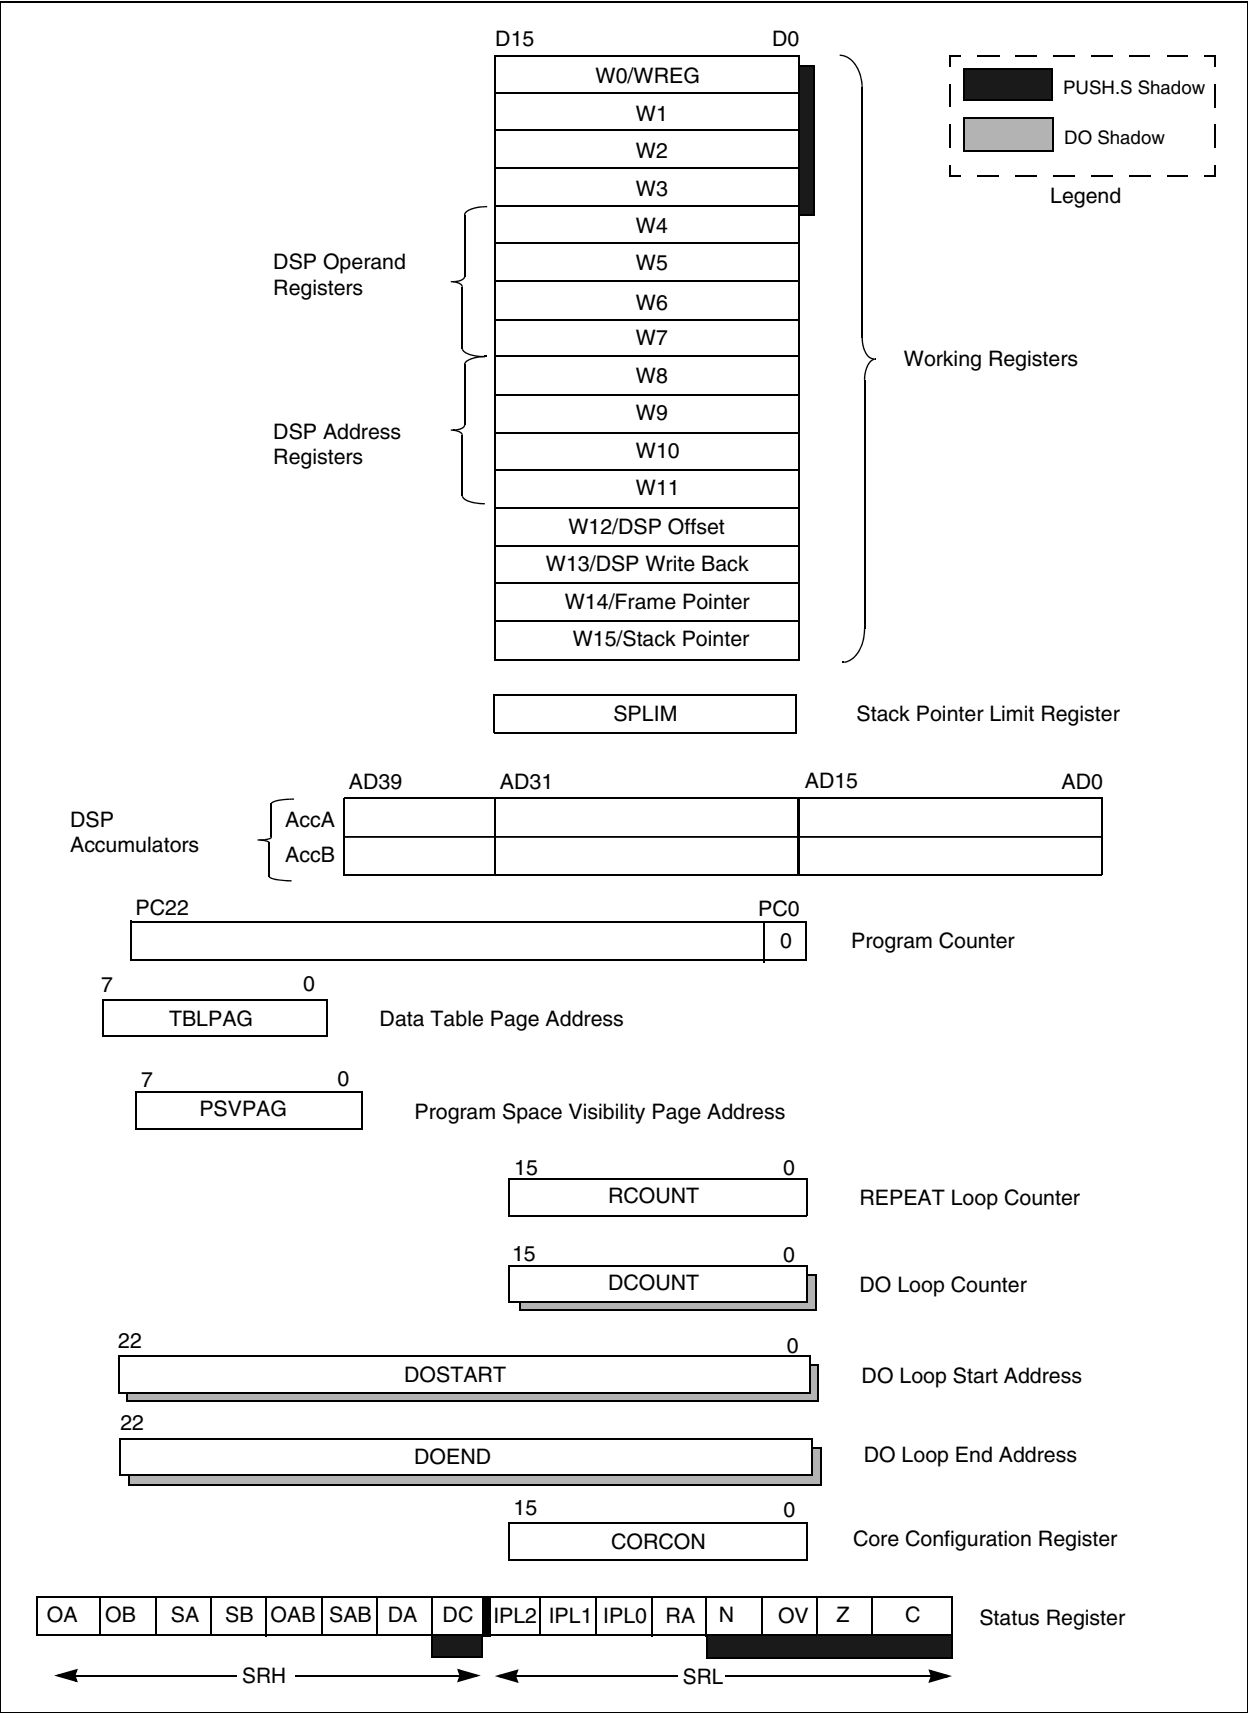 D15 D0
W0/WREG
PUSH.S Shadow
W1
DO Shadow
W2
W3
Legend
W4
DSP Operand
Registers
W5
W6
W7
Working Registers
W8
W9
DSP Address
Registers
W10
W11
W12/DSP Offset
W13/DSP Write Back
W14/Frame Pointer
W15/Stack Pointer
SPLIM Stack Pointer Limit Register
AD39 AD31 AD15 AD0
DSP
Accumulators
AccA
AccB
PC22 PC0
0 Program Counter
7 0
TBLPAG Data Table Page Address
7 0
PSVPAG Program Space Visibility Page Address
15 0
RCOUNT REPEAT Loop Counter
15 0
DCOUNT DO Loop Counter
22 0
DOSTART DO Loop Start Address
22
DOEND DO Loop End Address
15 0
CORCON Core Configuration Register
OA OB SA SB OAB SAB DA DC IPL2 IPL1 IPL0 RA N OV Z C Status Register
SRH SRL